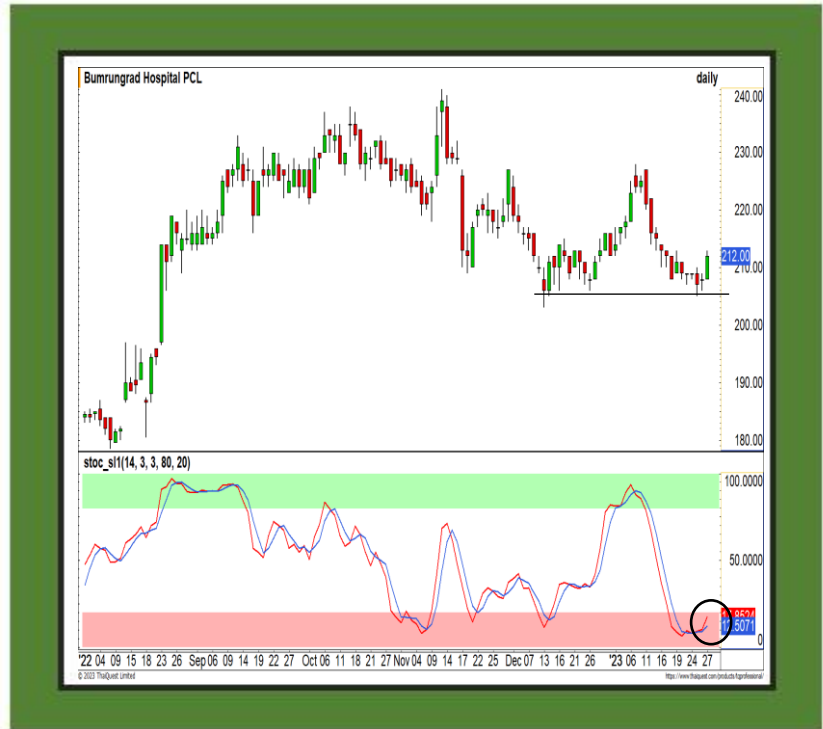 Bumrungrad Hospital PCL daily
240.00
230.00
220.00
212.00
210.00
200.00
190.00
180.00
stoc_sl1(14, 3, 3, 80, 20)
100.0000
50.0000
0
'22 04 09 15 18 23 26 Sep 06 09 14 19 22 27 Oct 06 11 18 21 27 Nov 04 09 14 17 22 25 Dec 07 13 16 21 26 '23 06 11 16 19 24 27
© 2023 ThaiQuest Limited https://www.thaiquest.com/products/fqprofessional/